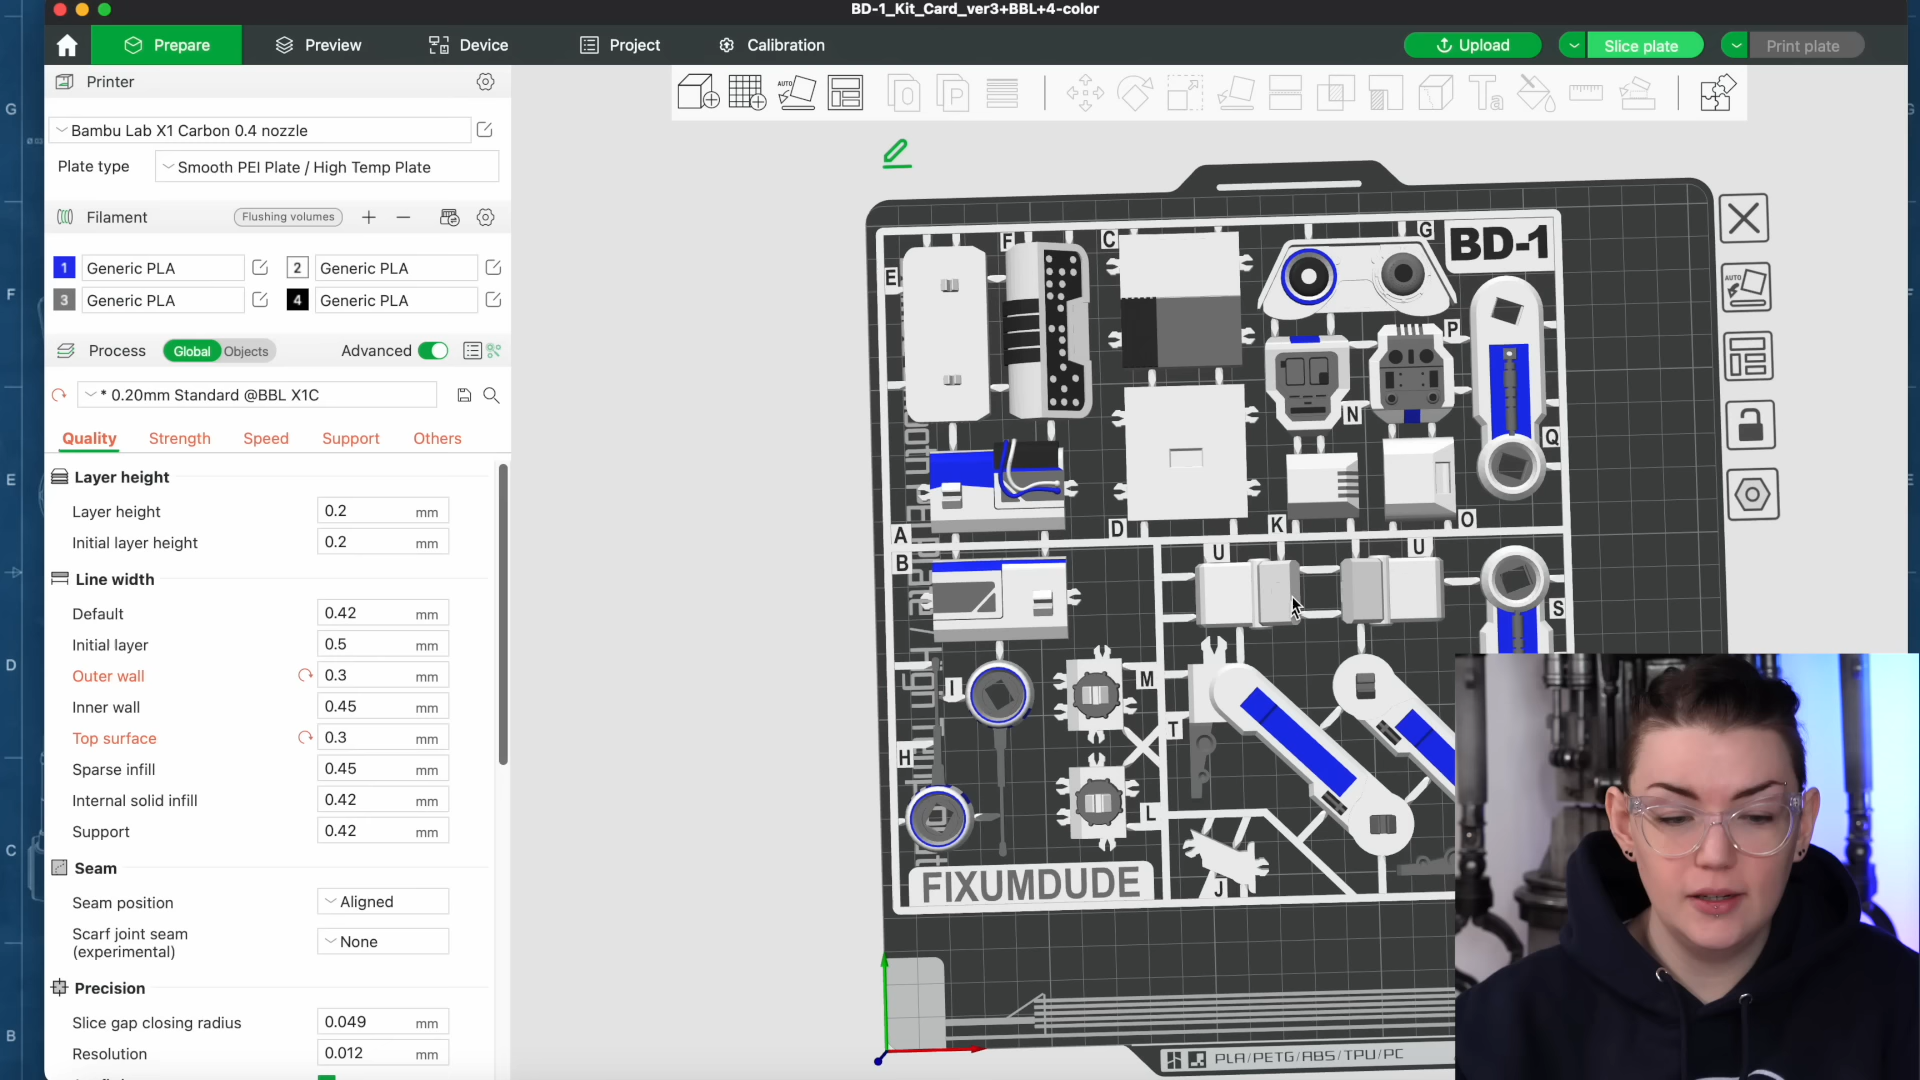 BD-1_Kit_Card_ver3+BBL+4-color
Prepare
Preview
Device
Project
Calibration
Upload
Slice plate
Print plate
Printer
Bambu Lab X1 Carbon 0.4 nozzle
Plate type
Smooth PEI Plate / High Temp Plate
Filament
Flushing volumes
1 Generic PLA
2 Generic PLA
3 Generic PLA
4 Generic PLA
Process
Global
Objects
Advanced
* 0.20mm Standard @BBL X1C
Quality
Strength
Speed
Support
Others
Layer height
Layer height 0.2 mm
Initial layer height 0.2 mm
Line width
Default 0.42 mm
Initial layer 0.5 mm
Outer wall 0.3 mm
Inner wall 0.45 mm
Top surface 0.3 mm
Sparse infill 0.45 mm
Internal solid infill 0.42 mm
Support 0.42 mm
Seam
Seam position Aligned
Scarf joint seam None
(experimental)
Precision
Slice gap closing radius 0.049 mm
Resolution 0.012 mm
AUTO
AUTO
BD-1
E
F
C
G
P
N
Q
A
D
K
O
B
U
U
S
I
M
T
H
L
J
FIXUMDUDE
PLA/PETG/ABS/TPU/PC
G
F
E
D
C
B